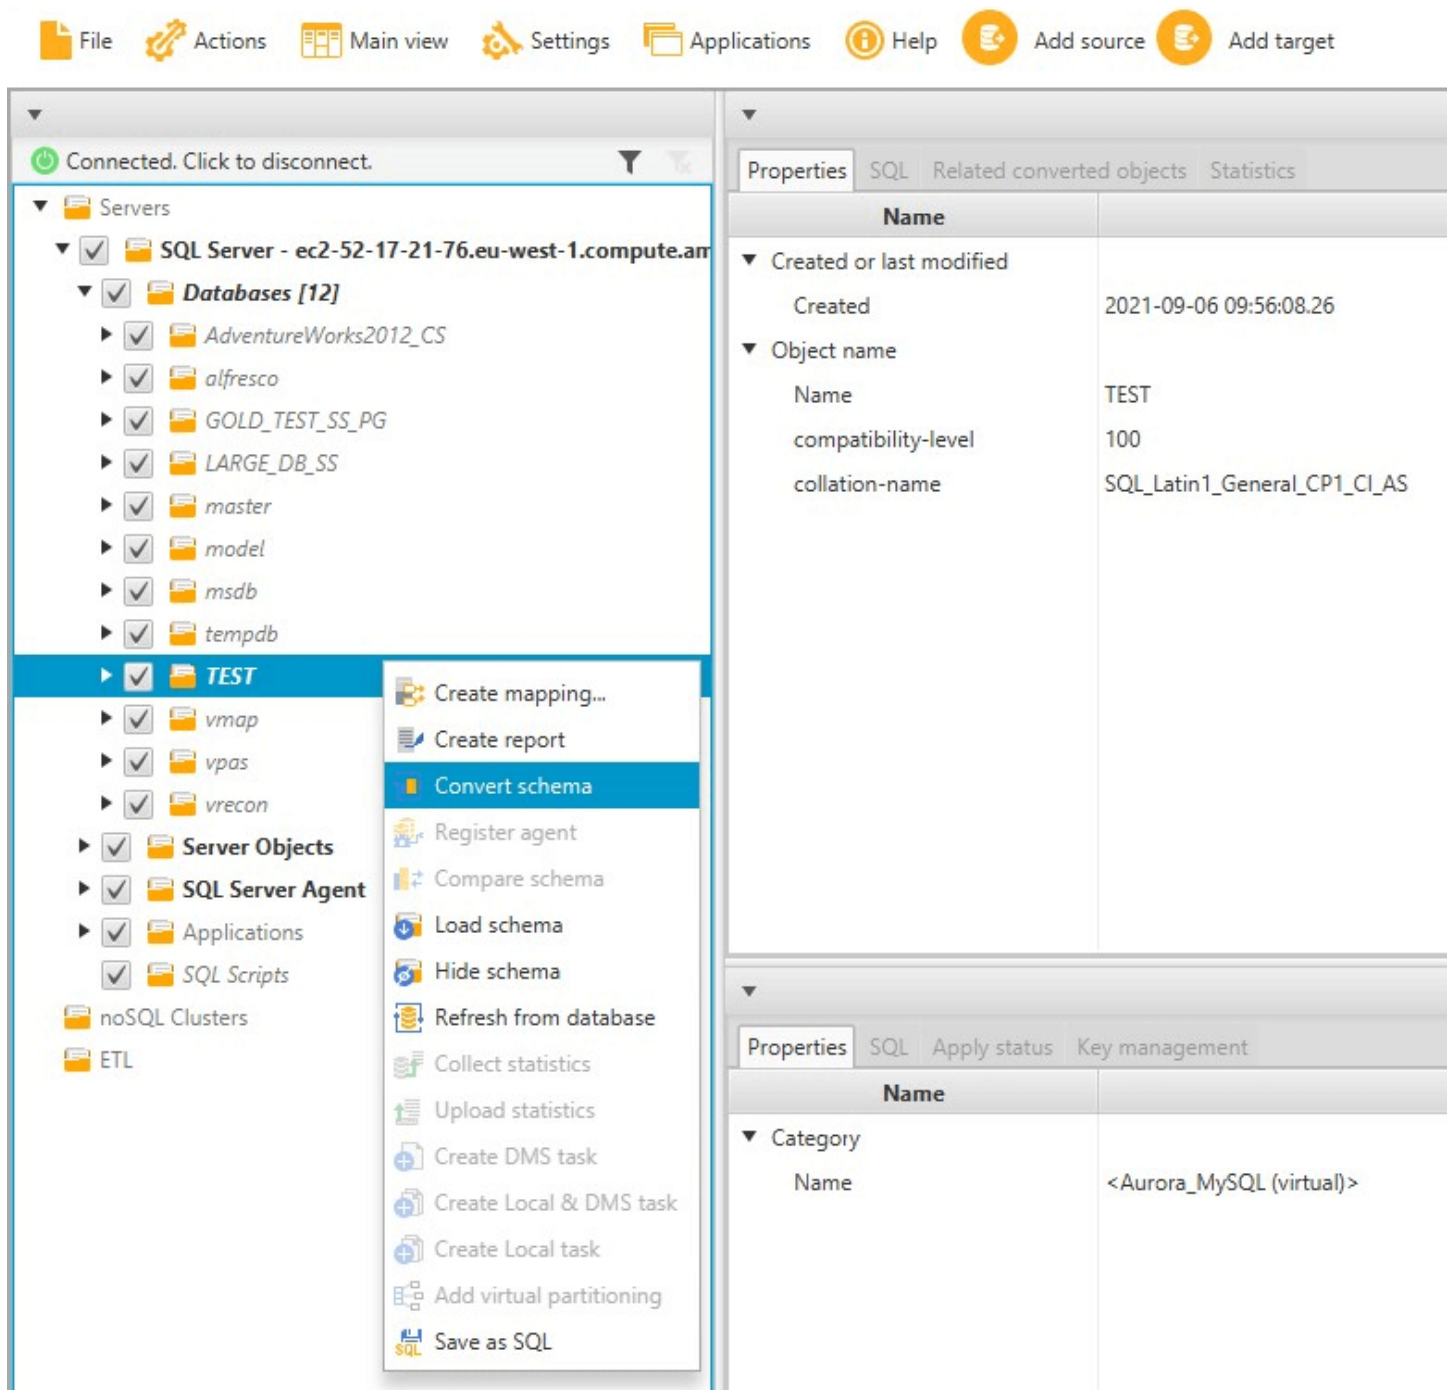 File Actions Main view Settings Applications Help Add source Add target
Connected. Click to disconnect.
Servers
SQL Server - ec2-52-17-21-76.eu-west-1.compute.am
Databases [12]
AdventureWorks2012_CS
alfresco
GOLD_TEST_SS_PG
LARGE_DB_SS
master
model
msdb
tempdb
TEST
vmap
vpas
vrecon
Server Objects
SQL Server Agent
Applications
SQL Scripts
noSQL Clusters
ETL
Create mapping...
Create report
Convert schema
Register agent
Compare schema
Load schema
Hide schema
Refresh from database
Collect statistics
Upload statistics
Create DMS task
Create Local & DMS task
Create Local task
Add virtual partitioning
SQL Save as SQL
Properties SQL Related converted objects Statistics
Name
Created or last modified
Created 2021-09-06 09:56:08.26
Object name
Name TEST
compatibility-level 100
collation-name SQL_Latin1_General_CP1_CI_AS
Properties SQL Apply status Key management
Name
Category
Name <Aurora_MySQL (virtual)>